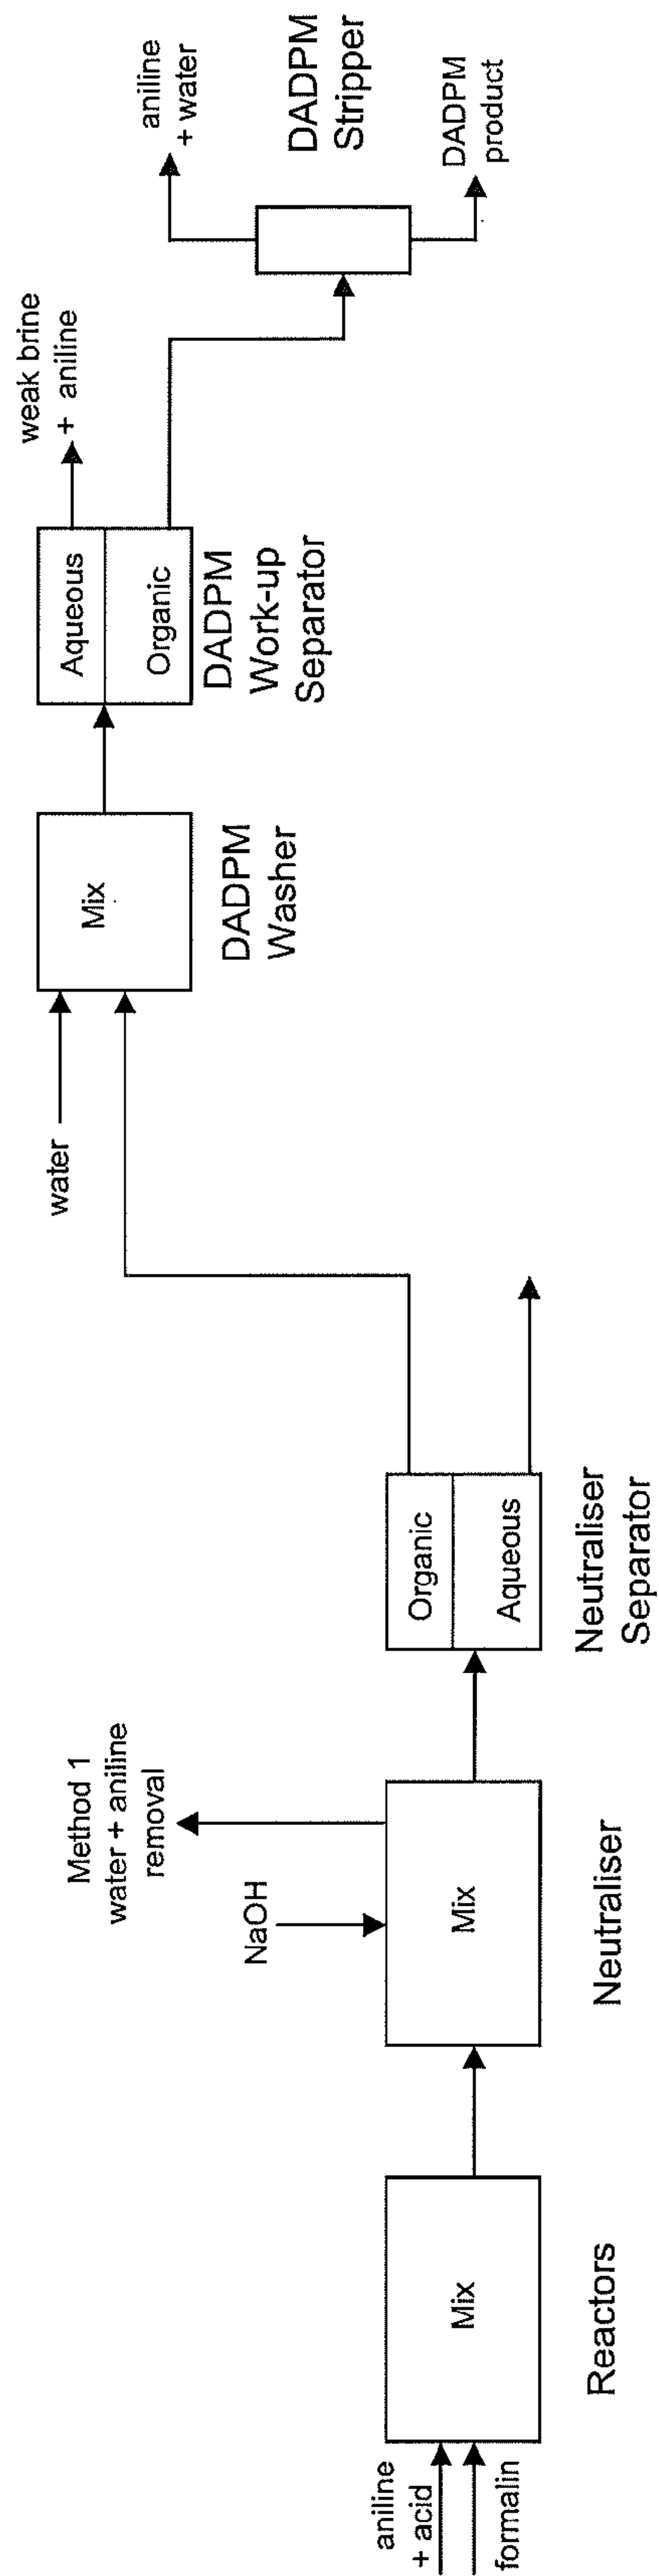 aniline
+ acid
formalin
Mix
Reactors
NaOH
Method 1
water + aniline
removal
Mix
Neutraliser
Organic
Aqueous
Neutraliser
Separator
water
Mix
DADPM
Washer
weak brine
+ aniline
Aqueous
Organic
DADPM
Work-up
Separator
aniline
+ water
DADPM
Stripper
DADPM
product